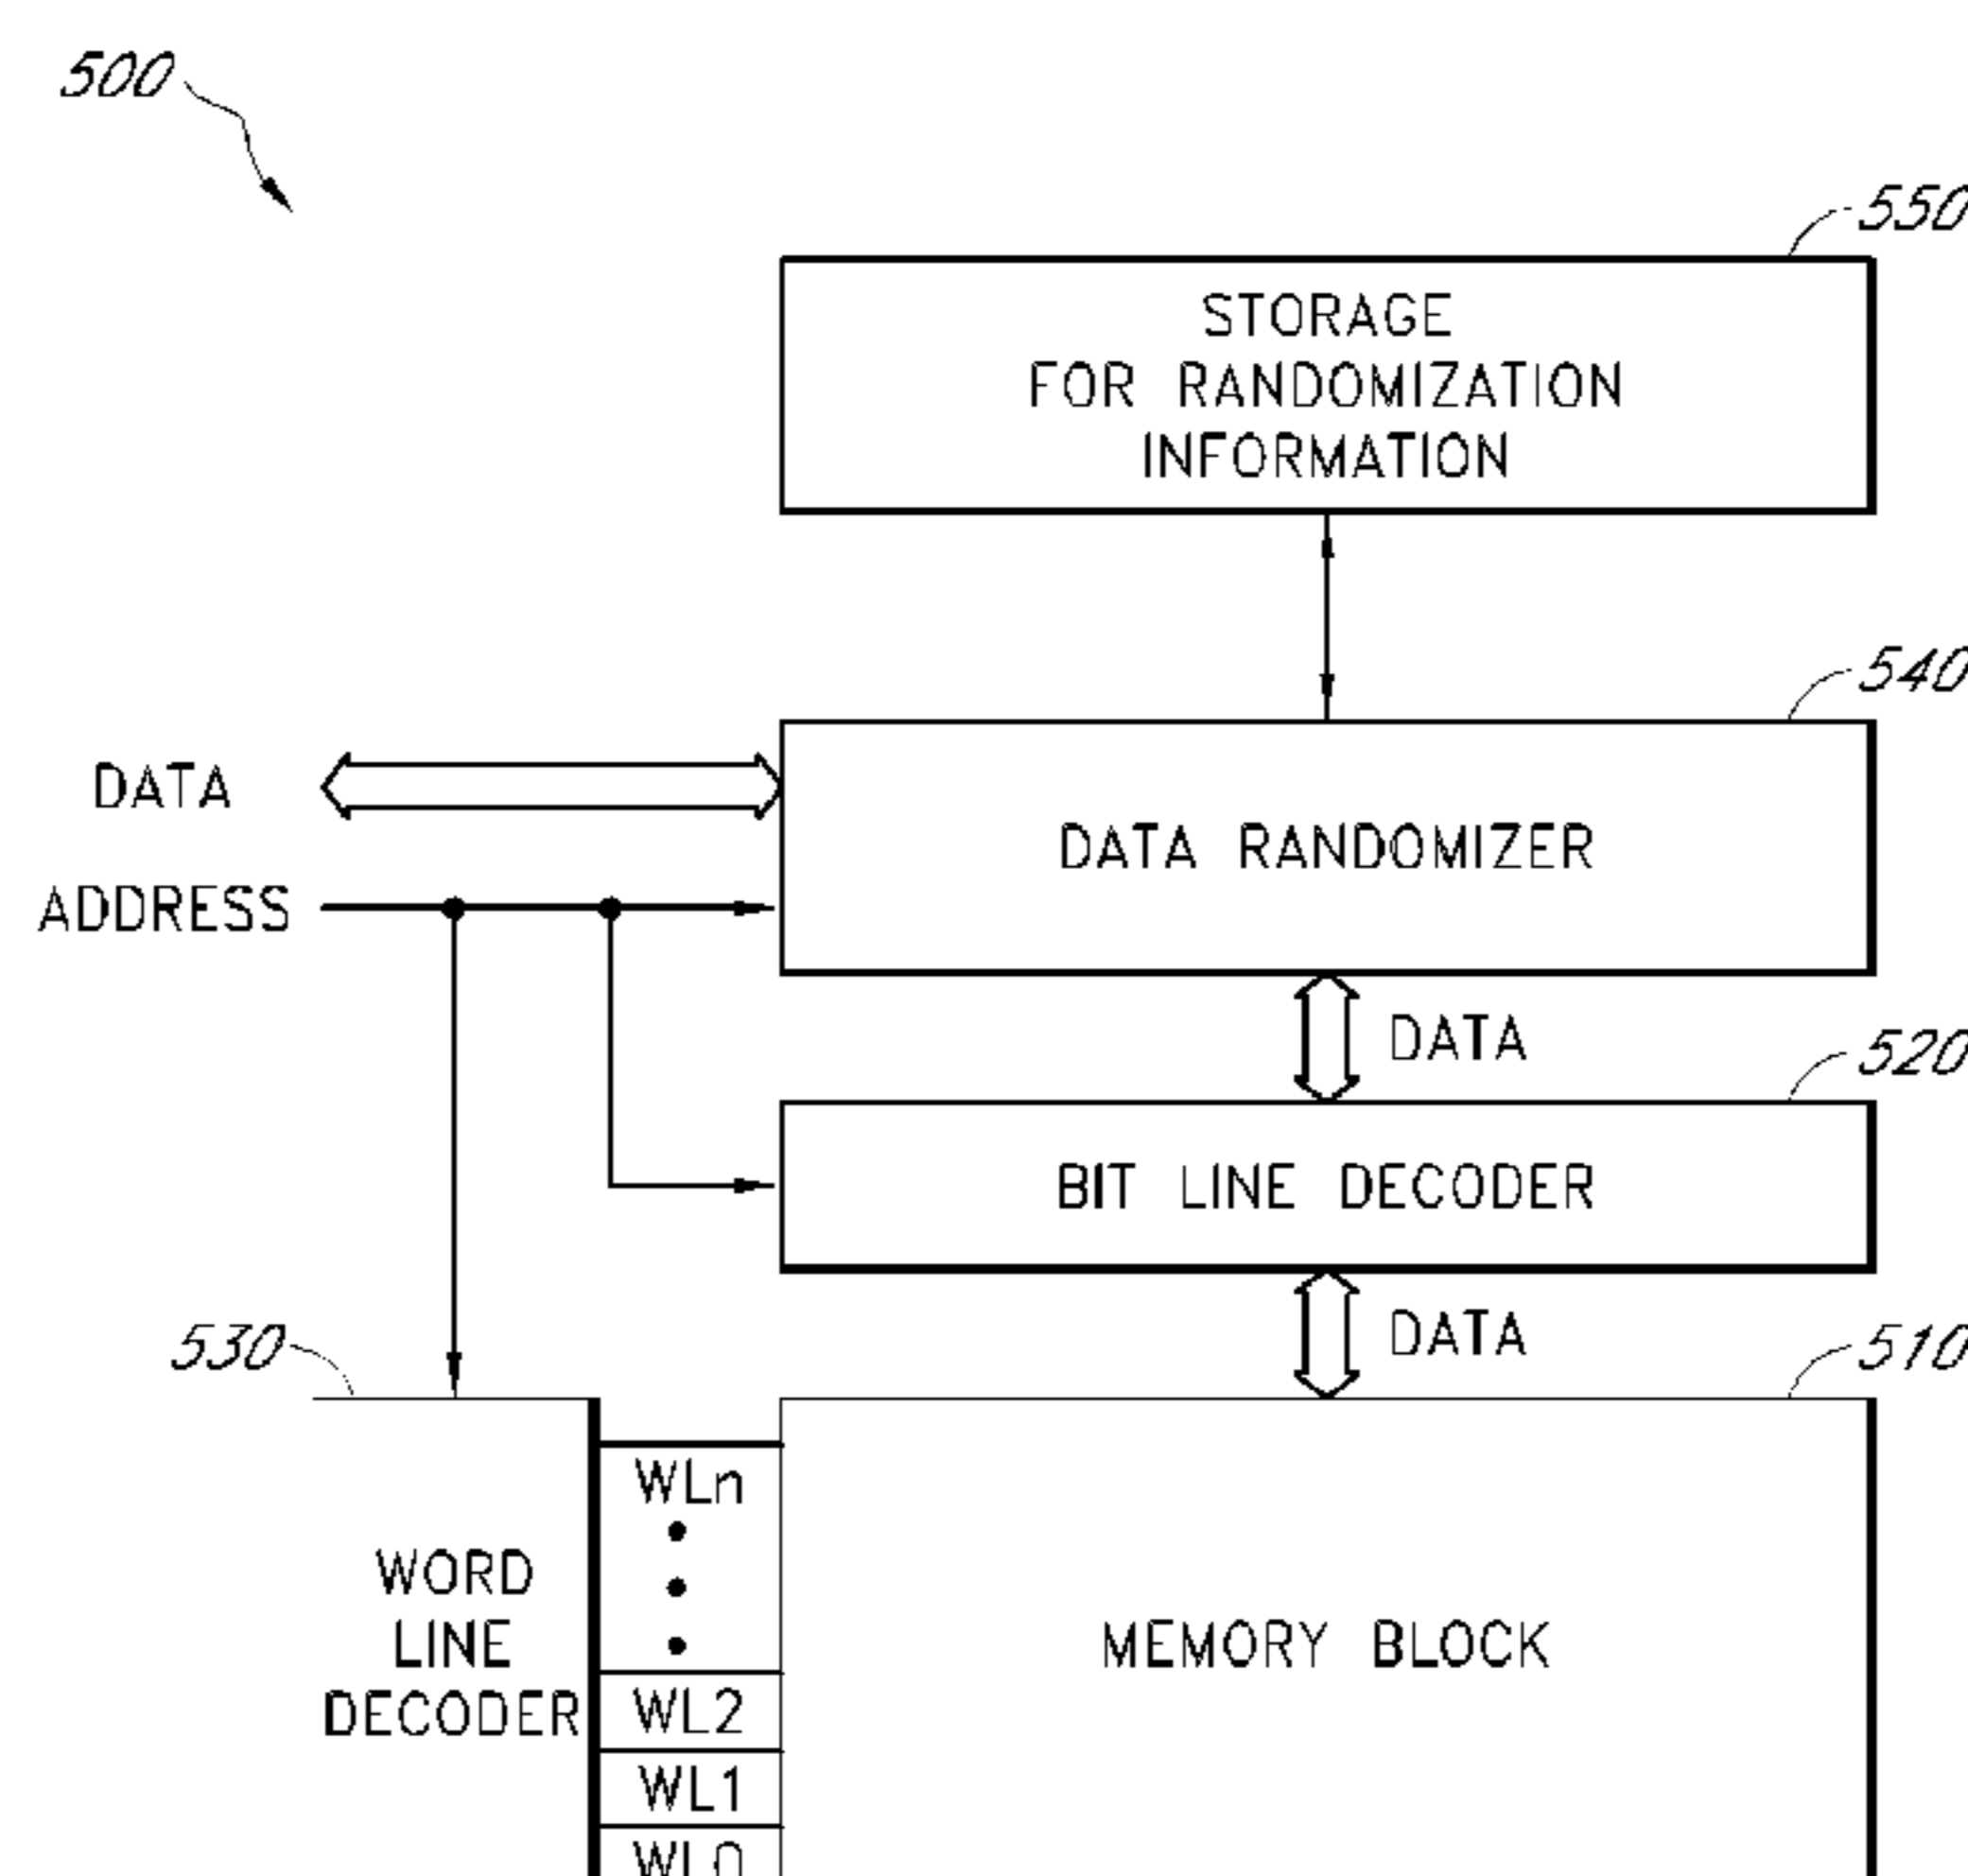 500
550
STORAGE
FOR RANDOMIZATION
INFORMATION
540
DATA
DATA RANDOMIZER
ADDRESS
DATA
520
BIT LINE DECODER
DATA
530
510
WLn
WORD
LINE
DECODER
MEMORY BLOCK
WL2
WL1
WL0